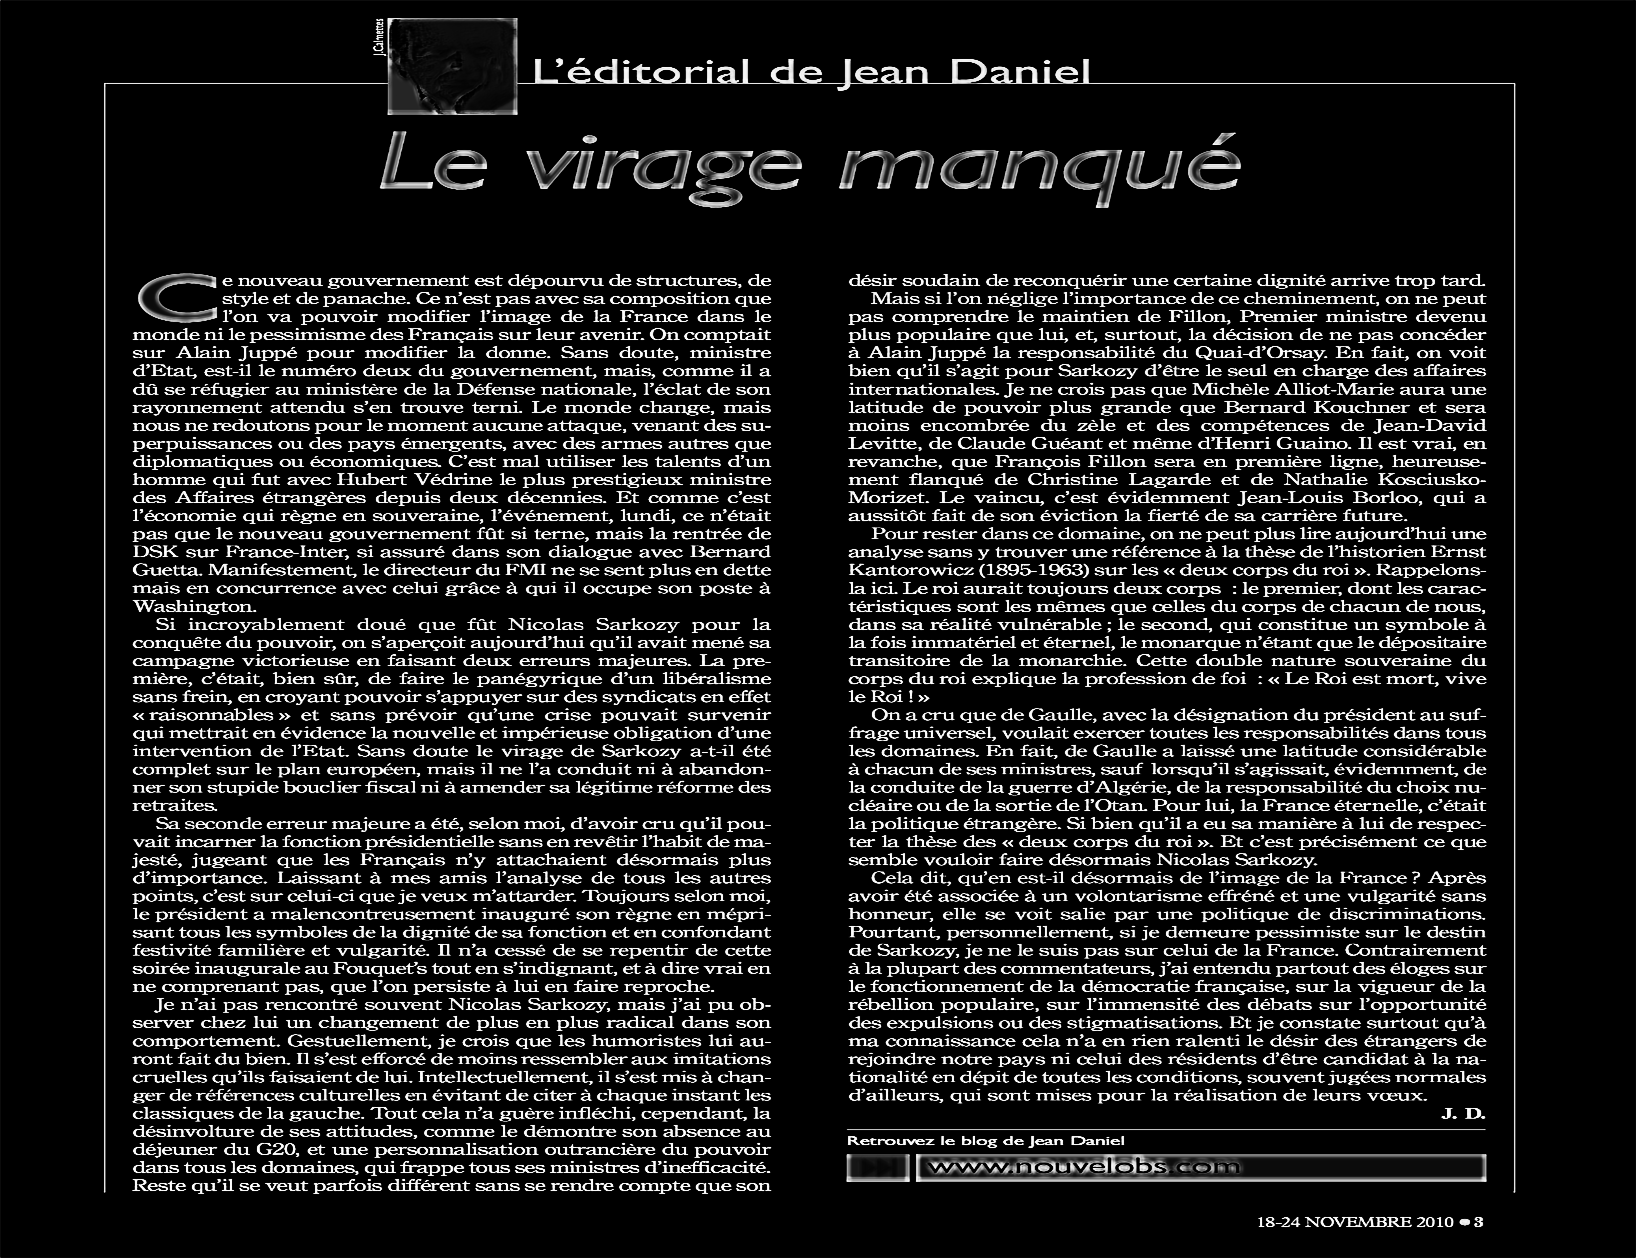 J.Calmettes
L'éditorial de Jean Daniel
Le virage manqué
Ce nouveau gouvernement est dépourvu de structures, de
style et de panache. Ce n'est pas avec sa composition que
l'on va pouvoir modifier l'image de la France dans le
monde ni le pessimisme des Français sur leur avenir. On comptait
sur Alain Juppé pour modifier la donne. Sans doute, ministre
d'Etat, est-il le numéro deux du gouvernement, mais, comme il a
dû se réfugier au ministère de la Défense nationale, l'éclat de son
rayonnement attendu s'en trouve terni. Le monde change, mais
nous ne redoutons pour le moment aucune attaque, venant des su-
perpuissances ou des pays émergents, avec des armes autres que
diplomatiques ou économiques. C'est mal utiliser les talents d'un
homme qui fut avec Hubert Védrine le plus prestigieux ministre
des Affaires étrangères depuis deux décennies. Et comme c'est
l'économie qui règne en souveraine, l'événement, lundi, ce n'était
pas que le nouveau gouvernement fût si terne, mais la rentrée de
DSK sur France-Inter, si assuré dans son dialogue avec Bernard
Guetta. Manifestement, le directeur du FMI ne se sent plus en dette
mais en concurrence avec celui grâce à qui il occupe son poste à
Washington.
Si incroyablement doué que fût Nicolas Sarkozy pour la
conquête du pouvoir, on s'aperçoit aujourd'hui qu'il avait mené sa
campagne victorieuse en faisant deux erreurs majeures. La pre-
mière, c'était, bien sûr, de faire le panégyrique d'un libéralisme
sans frein, en croyant pouvoir s'appuyer sur des syndicats en effet
« raisonnables » et sans prévoir qu'une crise pouvait survenir
qui mettrait en évidence la nouvelle et impérieuse obligation d'une
intervention de l'Etat. Sans doute le virage de Sarkozy a-t-il été
complet sur le plan européen, mais il ne l'a conduit ni à abandon-
ner son stupide bouclier fiscal ni à amender sa légitime réforme des
retraites.
Sa seconde erreur majeure a été, selon moi, d'avoir cru qu'il pou-
vait incarner la fonction présidentielle sans en revêtir l'habit de ma-
jesté, jugeant que les Français n'y attachaient désormais plus
d'importance. Laissant à mes amis l'analyse de tous les autres
points, c'est sur celui-ci que je veux m'attarder. Toujours selon moi,
le président a malencontreusement inauguré son règne en mépri-
sant tous les symboles de la dignité de sa fonction et en confondant
festivité familière et vulgarité. Il n'a cessé de se repentir de cette
soirée inaugurale au Fouquet's tout en s'indignant, et à dire vrai en
ne comprenant pas, que l'on persiste à lui en faire reproche.
Je n'ai pas rencontré souvent Nicolas Sarkozy, mais j'ai pu ob-
server chez lui un changement de plus en plus radical dans son
comportement. Gestuellement, je crois que les humoristes lui au-
ront fait du bien. Il s'est efforcé de moins ressembler aux imitations
cruelles qu'ils faisaient de lui. Intellectuellement, il s'est mis à chan-
ger de références culturelles en évitant de citer à chaque instant les
classiques de la gauche. Tout cela n'a guère infléchi, cependant, la
désinvolture de ses attitudes, comme le démontre son absence au
déjeuner du G20, et une personnalisation outrancière du pouvoir
dans tous les domaines, qui frappe tous ses ministres d'inefficacité.
Reste qu'il se veut parfois différent sans se rendre compte que son
désir soudain de reconquérir une certaine dignité arrive trop tard.
Mais si l'on néglige l'importance de ce cheminement, on ne peut
pas comprendre le maintien de Fillon, Premier ministre devenu
plus populaire que lui, et, surtout, la décision de ne pas concéder
à Alain Juppé la responsabilité du Quai-d'Orsay. En fait, on voit
bien qu'il s'agit pour Sarkozy d'être le seul en charge des affaires
internationales. Je ne crois pas que Michèle Alliot-Marie aura une
latitude de pouvoir plus grande que Bernard Kouchner et sera
moins encombrée du zèle et des compétences de Jean-David
Levitte, de Claude Guéant et même d'Henri Guaino. Il est vrai, en
revanche, que François Fillon sera en première ligne, heureuse-
ment flanqué de Christine Lagarde et de Nathalie Kosciusko-
Morizet. Le vaincu, c'est évidemment Jean-Louis Borloo, qui a
aussitôt fait de son éviction la fierté de sa carrière future.
Pour rester dans ce domaine, on ne peut plus lire aujourd'hui une
analyse sans y trouver une référence à la thèse de l'historien Ernst
Kantorowicz (1895-1963) sur les « deux corps du roi ». Rappelons-
la ici. Le roi aurait toujours deux corps : le premier, dont les carac-
téristiques sont les mêmes que celles du corps de chacun de nous,
dans sa réalité vulnérable ; le second, qui constitue un symbole à
la fois immatériel et éternel, le monarque n'étant que le dépositaire
transitoire de la monarchie. Cette double nature souveraine du
corps du roi explique la profession de foi : « Le Roi est mort, vive
le Roi ! »
On a cru que de Gaulle, avec la désignation du président au suf-
frage universel, voulait exercer toutes les responsabilités dans tous
les domaines. En fait, de Gaulle a laissé une latitude considérable
à chacun de ses ministres, sauf lorsqu'il s'agissait, évidemment, de
la conduite de la guerre d'Algérie, de la responsabilité du choix nu-
cléaire ou de la sortie de l'Otan. Pour lui, la France éternelle, c'était
la politique étrangère. Si bien qu'il a eu sa manière à lui de respec-
ter la thèse des « deux corps du roi ». Et c'est précisément ce que
semble vouloir faire désormais Nicolas Sarkozy.
Cela dit, qu'en est-il désormais de l'image de la France ? Après
avoir été associée à un volontarisme effréné et une vulgarité sans
honneur, elle se voit salie par une politique de discriminations.
Pourtant, personnellement, si je demeure pessimiste sur le destin
de Sarkozy, je ne le suis pas sur celui de la France. Contrairement
à la plupart des commentateurs, j'ai entendu partout des éloges sur
le fonctionnement de la démocratie française, sur la vigueur de la
rébellion populaire, sur l'immensité des débats sur l'opportunité
des expulsions ou des stigmatisations. Et je constate surtout qu'à
ma connaissance cela n'a en rien ralenti le désir des étrangers de
rejoindre notre pays ni celui des résidents d'être candidat à la na-
tionalité en dépit de toutes les conditions, souvent jugées normales
d'ailleurs, qui sont mises pour la réalisation de leurs vœux.
J. D.
Retrouvez le blog de Jean Daniel
www.nouvelobs.com
18-24 NOVEMBRE 2010 ● 3